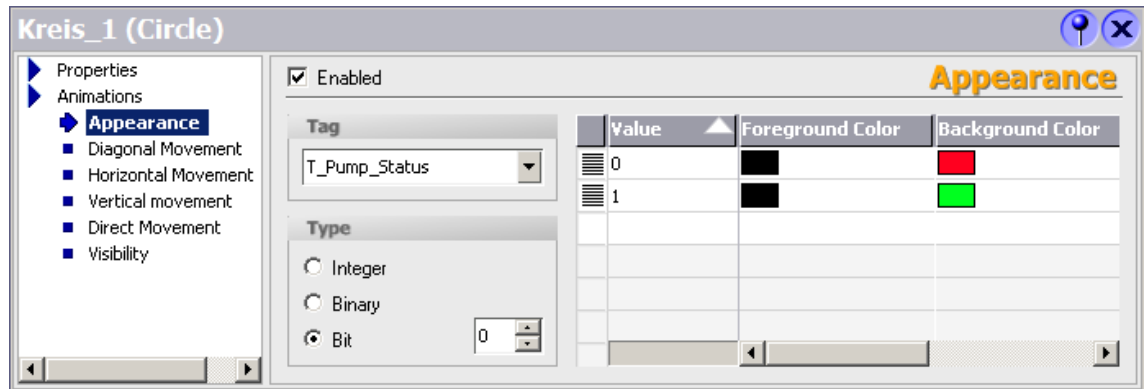 Kreis_1 (Circle)
Properties
Animations
Appearance
Diagonal Movement
Horizontal Movement
Vertical movement
Direct Movement
Visibility
Enabled
Appearance
Tag
T_Pump_Status
Type
Integer
Binary
Bit 0
Value Foreground Color Background Color
0
1